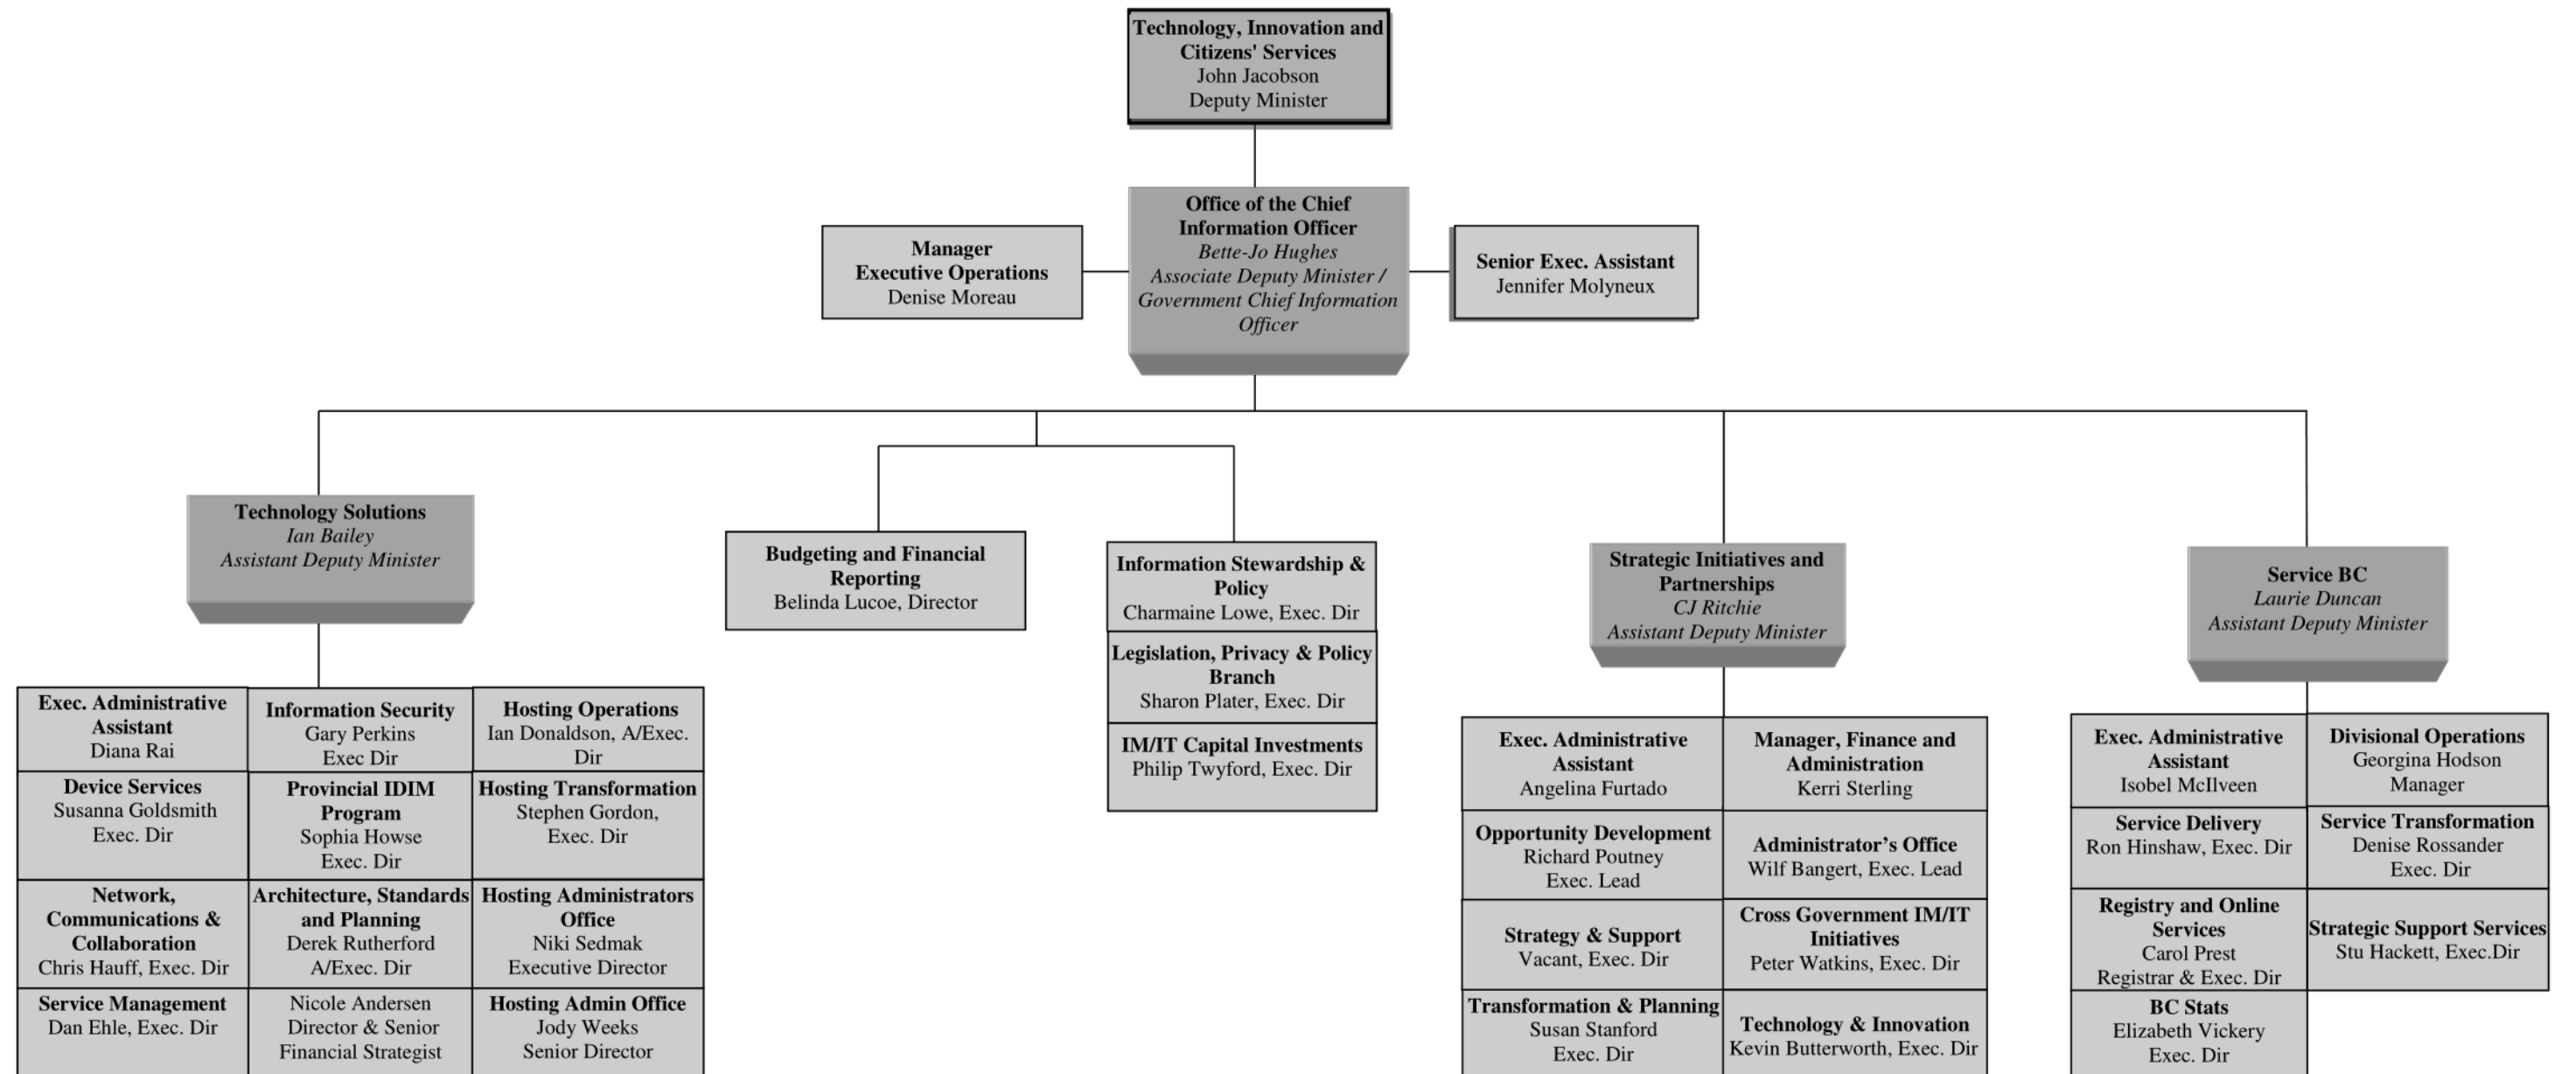 Technology, Innovation and
Citizens' Services
John Jacobson
Deputy Minister
Office of the Chief
Information Officer
Bette-Jo Hughes
Associate Deputy Minister /
Government Chief Information
Officer
Manager
Executive Operations
Denise Moreau
Senior Exec. Assistant
Jennifer Molyneux
Technology Solutions
Ian Bailey
Assistant Deputy Minister
Budgeting and Financial
Reporting
Belinda Lucoe, Director
Information Stewardship &
Policy
Charmaine Lowe, Exec. Dir
Legislation, Privacy & Policy
Branch
Sharon Plater, Exec. Dir
IM/IT Capital Investments
Philip Twyford, Exec. Dir
Strategic Initiatives and
Partnerships
CJ Ritchie
Assistant Deputy Minister
Service BC
Laurie Duncan
Assistant Deputy Minister
Exec. Administrative
Assistant
Diana Rai
Information Security
Gary Perkins
Exec Dir
Hosting Operations
Ian Donaldson, A/Exec.
Dir
Device Services
Susanna Goldsmith
Exec. Dir
Provincial IDIM
Program
Sophia Howse
Exec. Dir
Hosting Transformation
Stephen Gordon,
Exec. Dir
Network,
Communications &
Collaboration
Chris Hauff, Exec. Dir
Architecture, Standards
and Planning
Derek Rutherford
A/Exec. Dir
Hosting Administrators
Office
Niki Sedmak
Executive Director
Service Management
Dan Ehle, Exec. Dir
Nicole Andersen
Director & Senior
Financial Strategist
Hosting Admin Office
Jody Weeks
Senior Director
Exec. Administrative
Assistant
Angelina Furtado
Manager, Finance and
Administration
Kerri Sterling
Opportunity Development
Richard Poutney
Exec. Lead
Administrator’s Office
Wilf Bangert, Exec. Lead
Strategy & Support
Vacant, Exec. Dir
Cross Government IM/IT
Initiatives
Peter Watkins, Exec. Dir
Transformation & Planning
Susan Stanford
Exec. Dir
Technology & Innovation
Kevin Butterworth, Exec. Dir
Exec. Administrative
Assistant
Isobel McIlveen
Divisional Operations
Georgina Hodson
Manager
Service Delivery
Ron Hinshaw, Exec. Dir
Service Transformation
Denise Rossander
Exec. Dir
Registry and Online
Services
Carol Prest
Registrar & Exec. Dir
Strategic Support Services
Stu Hackett, Exec.Dir
BC Stats
Elizabeth Vickery
Exec. Dir